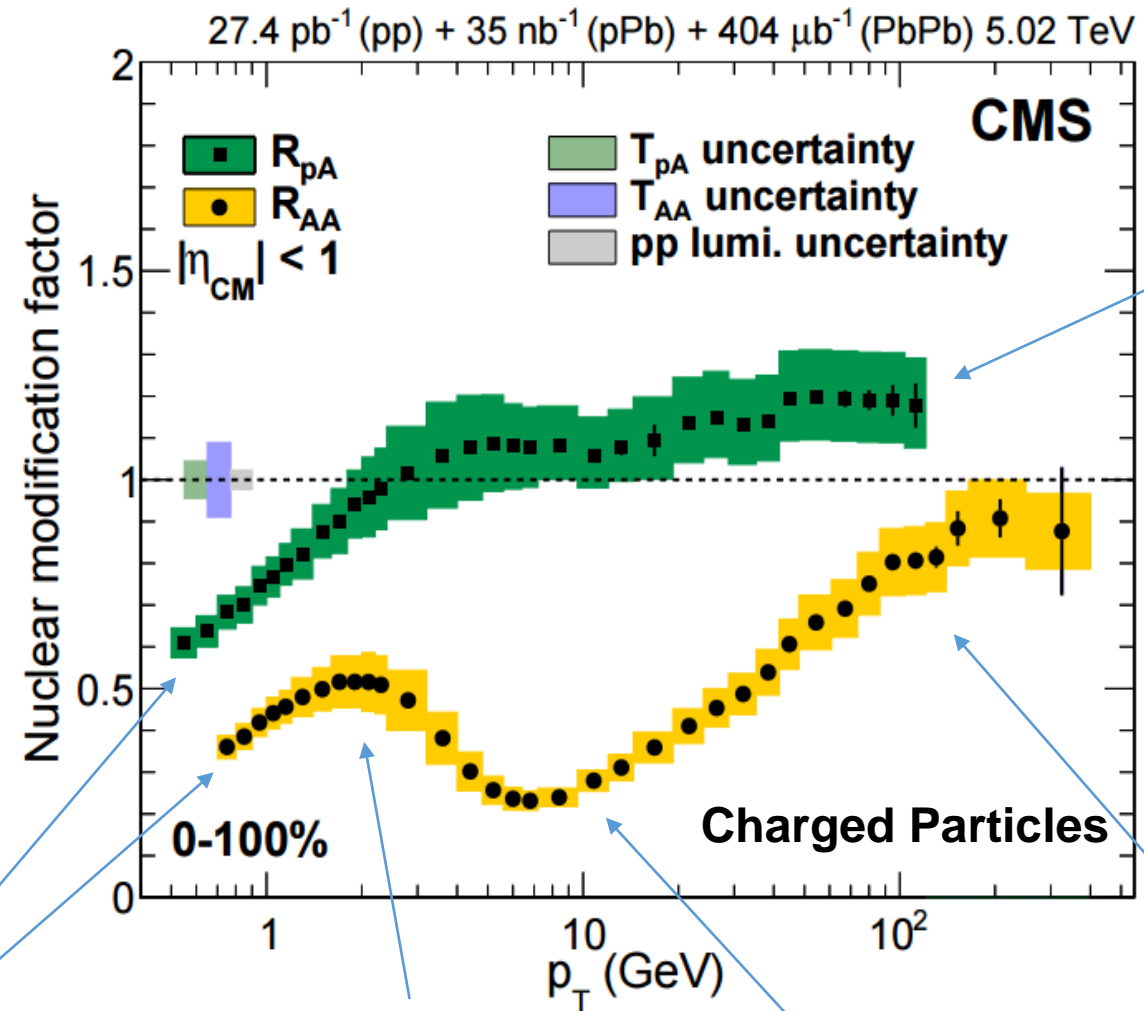 27.4 pb⁻¹ (pp) + 35 nb⁻¹ (pPb) + 404 μb⁻¹ (PbPb) 5.02 TeV
2
CMS
R_pA
T_pA uncertainty
R_AA
T_AA uncertainty
|η_CM| < 1
pp lumi. uncertainty
1.5
Nuclear modification factor
1
0.5
0-100%
Charged Particles
0
1
10
10²
p_T (GeV)